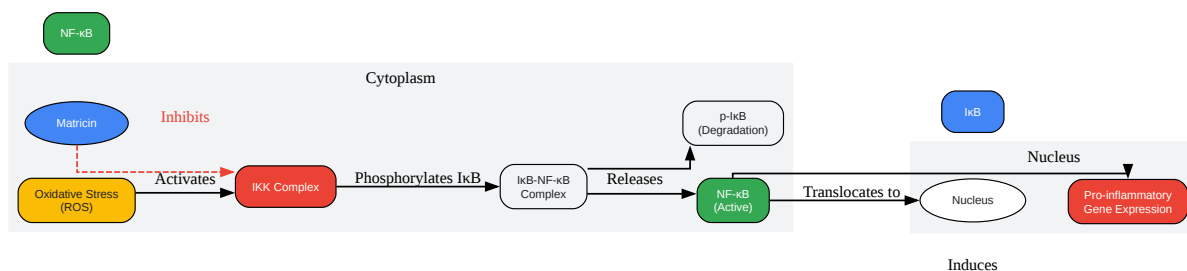 NF-κB
Cytoplasm
Matricin
Inhibits
p-IκB
(Degradation)
IκB
Oxidative Stress
(ROS)
Activates
IKK Complex
Phosphorylates IκB
IκB-NF-κB
Complex
Releases
NF-κB
(Active)
Translocates to
Nucleus
Nucleus
Pro-inflammatory
Gene Expression
Induces